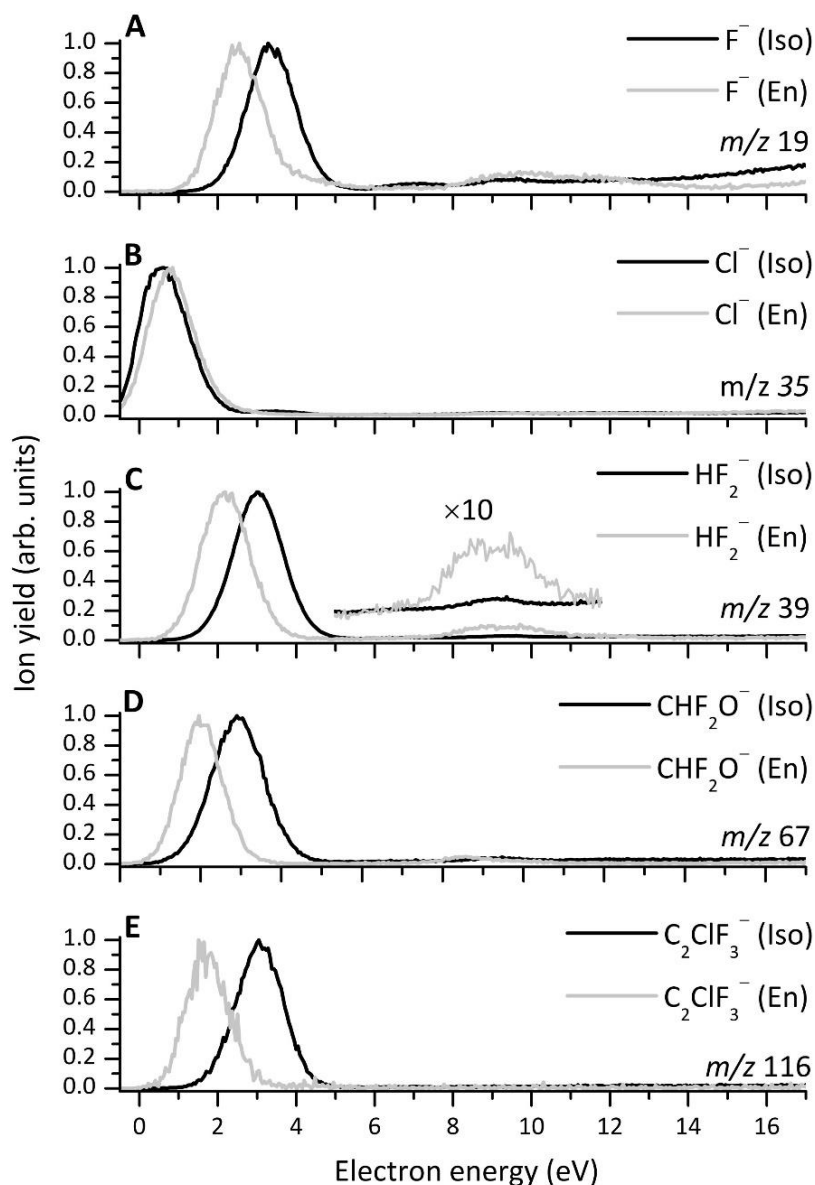 A
F⁻ (Iso)
F⁻ (En)
m/z 19
1.0
0.8
0.6
0.4
0.2
0.0
B
Cl⁻ (Iso)
Cl⁻ (En)
m/z 35
1.0
0.8
0.6
0.4
0.2
0.0
C
HF₂⁻ (Iso)
HF₂⁻ (En)
×10
m/z 39
1.0
0.8
0.6
0.4
0.2
0.0
D
CHF₂O⁻ (Iso)
CHF₂O⁻ (En)
m/z 67
1.0
0.8
0.6
0.4
0.2
0.0
E
C₂ClF₃⁻ (Iso)
C₂ClF₃⁻ (En)
m/z 116
1.0
0.8
0.6
0.4
0.2
0.0
Ion yield (arb. units)
0 2 4 6 8 10 12 14 16
Electron energy (eV)